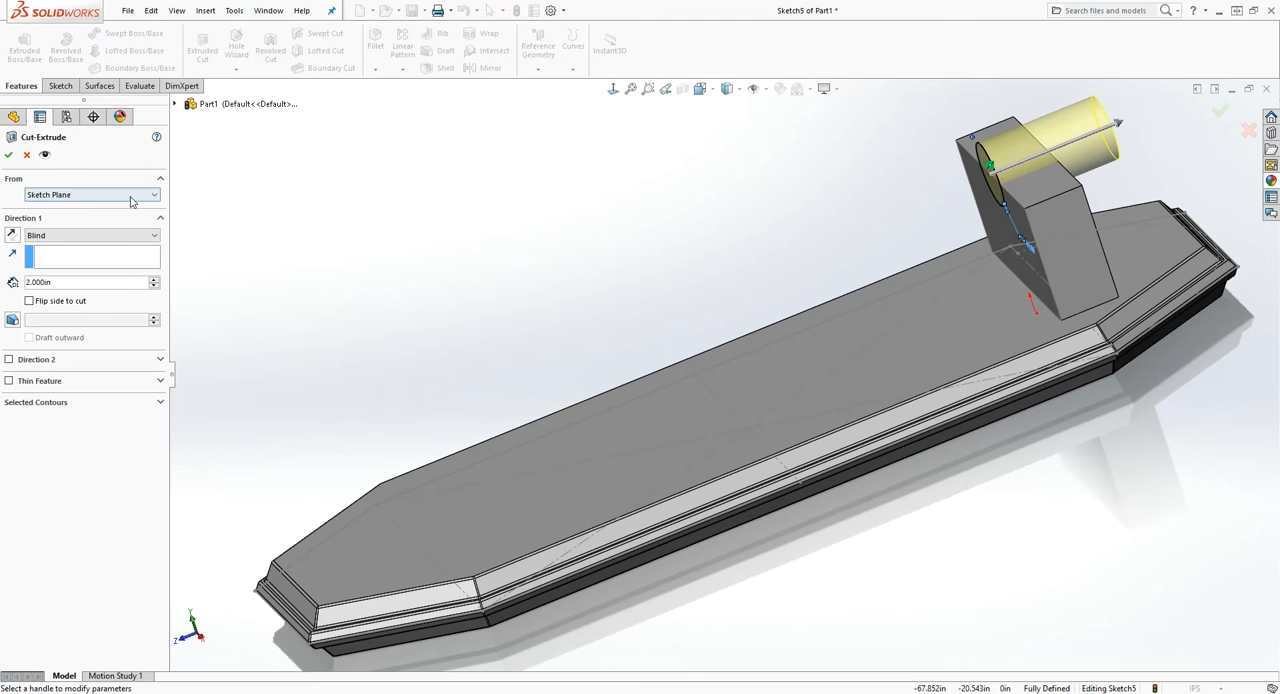 SOLIDWORKS
File Edit View Insert Tools Window Help
Sketch5 of Part1 *
Search files and models
Extruded Boss/Base
Revolved Boss/Base
Swept Boss/Base
Lofted Boss/Base
Boundary Boss/Base
Extruded Cut
Hole Wizard
Revolved Cut
Swept Cut
Lofted Cut
Boundary Cut
Fillet
Linear Pattern
Rib
Draft
Shell
Wrap
Intersect
Mirror
Reference Geometry
Curves
Instant3D
Features Sketch Surfaces Evaluate DimXpert
Part1 (Default<<Default>...
Cut-Extrude
From
Sketch Plane
Direction 1
Blind
2.000in
Flip side to cut
Draft outward
Direction 2
Thin Feature
Selected Contours
Y
Z
X
Model Motion Study 1
Select a handle to modify parameters
-67.852in -20.543in 0in Fully Defined Editing Sketch5 IPS